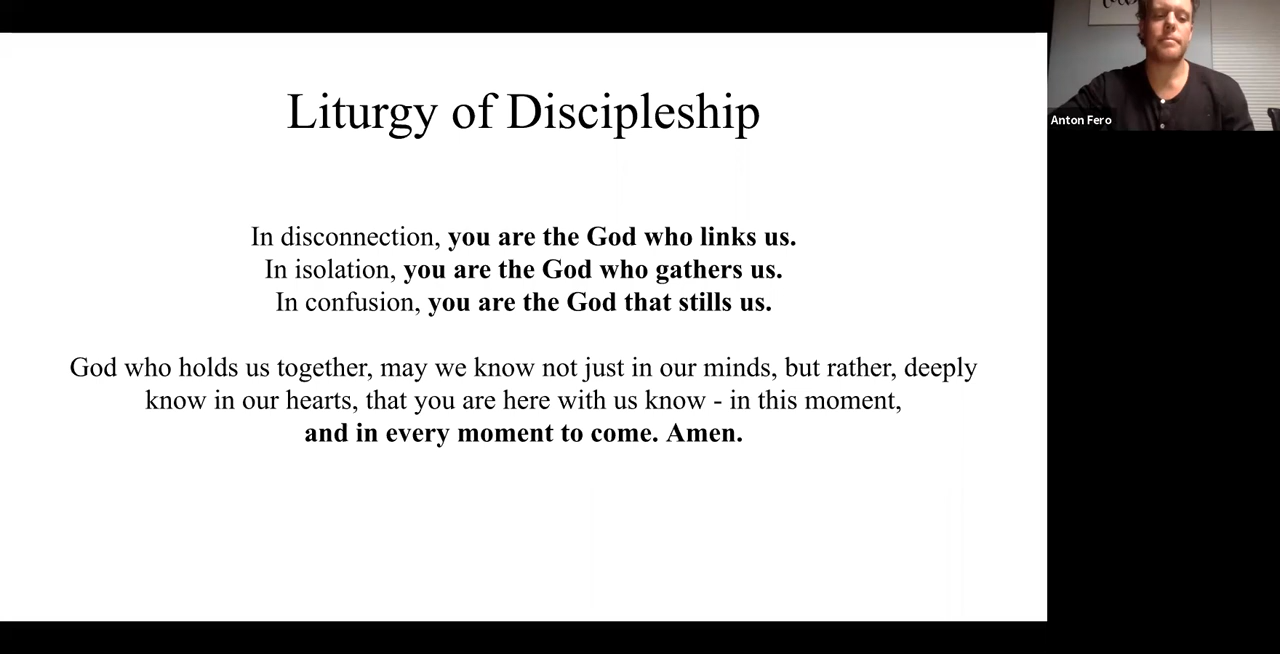 Liturgy of Discipleship
In disconnection, you are the God who links us.
In isolation, you are the God who gathers us.
In confusion, you are the God that stills us.
God who holds us together, may we know not just in our minds, but rather, deeply
know in our hearts, that you are here with us know - in this moment,
and in every moment to come. Amen.
Anton Fero